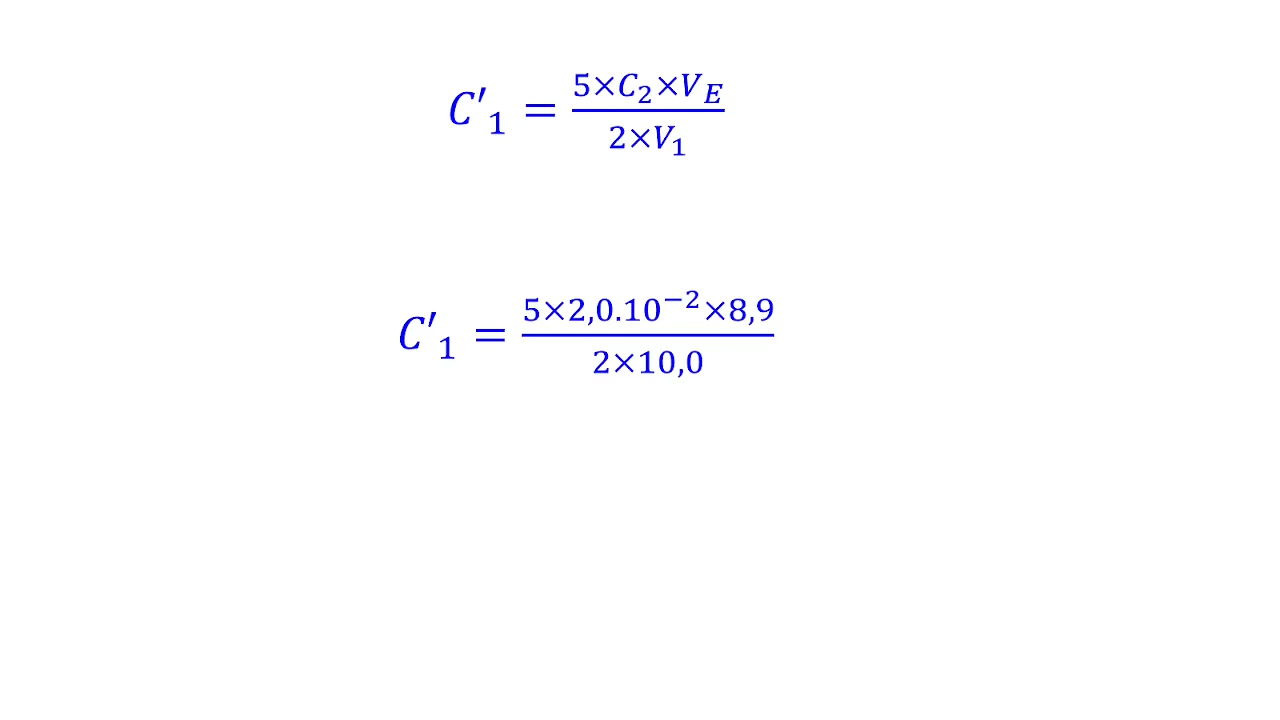 C'₁ = (5×C₂×V_E)/(2×V₁)
C'₁ = (5×2,0.10⁻²×8,9)/(2×10,0)